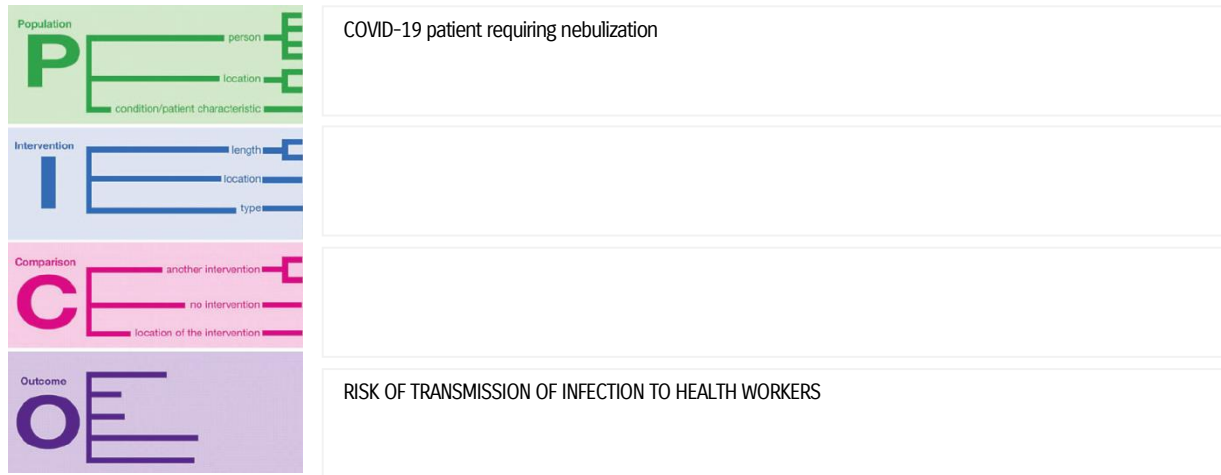 Population
P
person
location
condition/patient characteristic
COVID-19 patient requiring nebulization
Intervention
I
length
location
type
Comparison
C
another intervention
no intervention
location of the intervention
Outcome
O
RISK OF TRANSMISSION OF INFECTION TO HEALTH WORKERS